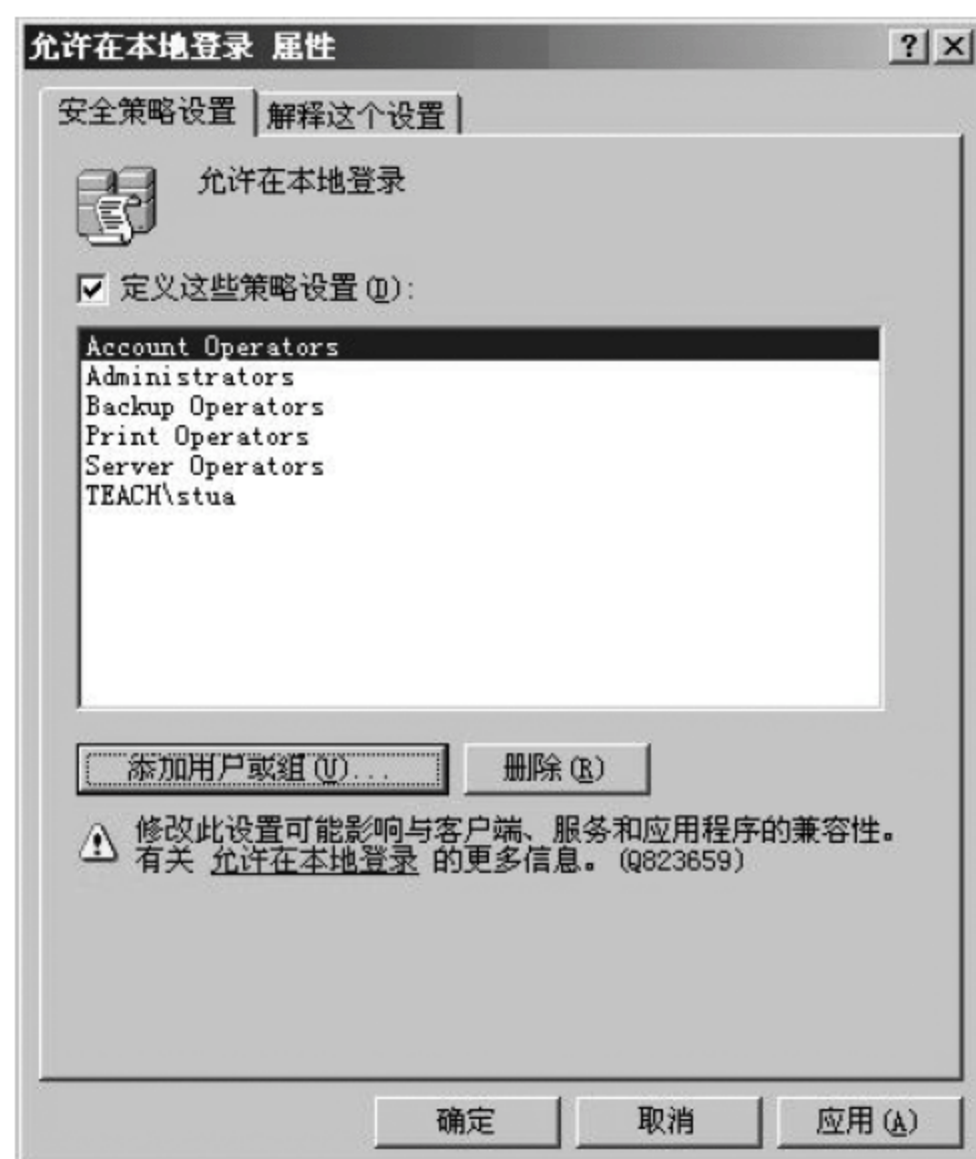 允许在本地登录 属性
安全策略设置
解释这个设置
允许在本地登录
定义这些策略设置(D):
Account Operators
Administrators
Backup Operators
Print Operators
Server Operators
TEACH\stua
添加用户或组(U)...
删除(R)
修改此设置可能影响与客户端、服务和应用程序的兼容性。
有关 允许在本地登录 的更多信息。(Q823659)
确定
取消
应用(A)